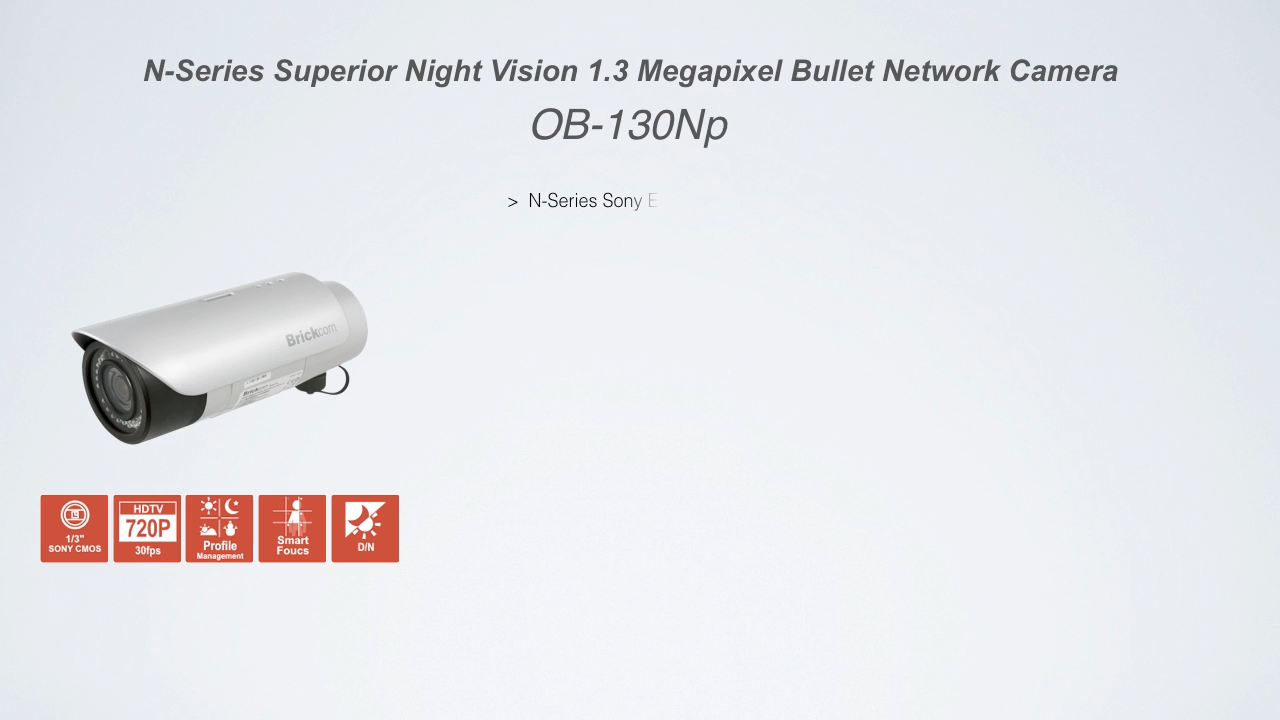 N-Series Superior Night Vision 1.3 Megapixel Bullet Network Camera
OB-130Np
> N-Series Sony E
Brickcom
Brickcom
1/3"
SONY CMOS
HDTV
720P
30fps
Profile
Management
Smart
Foucs
D/N